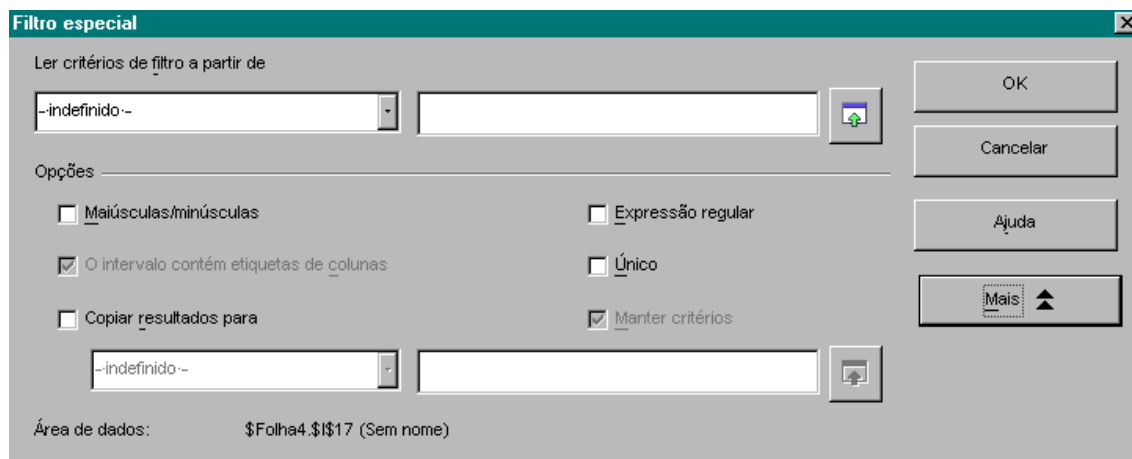 Filtro especial
Ler critérios de filtro a partir de
OK
- indefinido -
Cancelar
Opções
Maiúsculas/minúsculas
Expressão regular
Ajuda
O intervalo contém etiquetas de colunas
Único
Mais
Copiar resultados para
Manter critérios
- indefinido -
Área de dados: $Folha4.$I$17 (Sem nome)